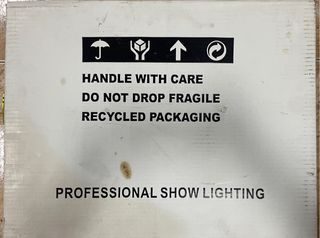 HANDLE WITH CARE
DO NOT DROP FRAGILE
RECYCLED PACKAGING
PROFESSIONAL SHOW LIGHTING